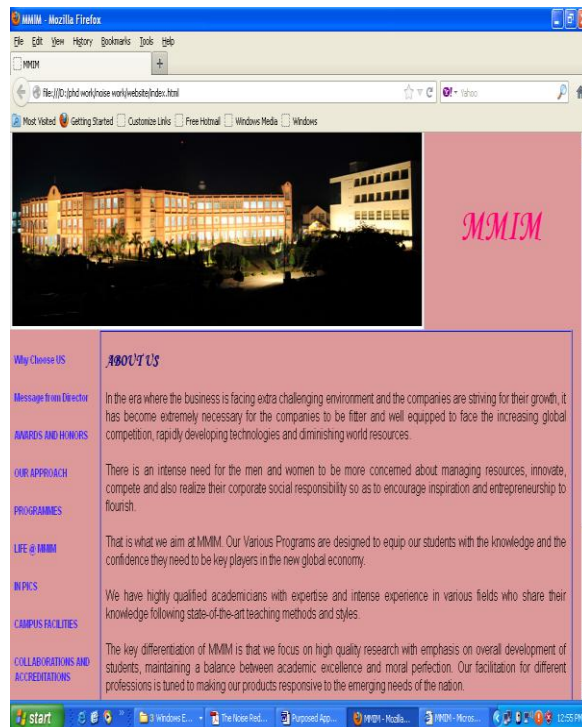 MMIM - Mozilla Firefox
File Edit View History Bookmarks Tools Help
MMIM +
file:///D:/phd work/noise work/website/index.html Yahoo
Most Visited Getting Started Customize Links Free Hotmail Windows Media Windows
MMIM
Why Choose US
Message from Director
AWARDS AND HONORS
OUR APPROACH
PROGRAMMES
LIFE @ MMIM
IN PICS
CAMPUS FACILITIES
COLLABORATIONS AND
ACCREDITATIONS
ABOUT US
In the era where the business is facing extra challenging environment and the companies are striving for their growth, it
has become extremely necessary for the companies to be fitter and well equipped to face the increasing global
competition, rapidly developing technologies and diminishing world resources.
There is an intense need for the men and women to be more concerned about managing resources, innovate,
compete and also realize their corporate social responsibility so as to encourage inspiration and entrepreneurship to
flourish.
That is what we aim at MMIM. Our Various Programs are designed to equip our students with the knowledge and the
confidence they need to be key players in the new global economy.
We have highly qualified academicians with expertise and intense experience in various fields who share their
knowledge following state-of-the-art teaching methods and styles.
The key differentiation of MMIM is that we focus on high quality research with emphasis on overall development of
students, maintaining a balance between academic excellence and moral perfection. Our facilitation for different
professions is tuned to making our products responsive to the emerging needs of the nation.
start 3 Windows E... The Noise Red... Purposed App... MMIM - Mozilla... MMIM - Micros... 12:55 PM